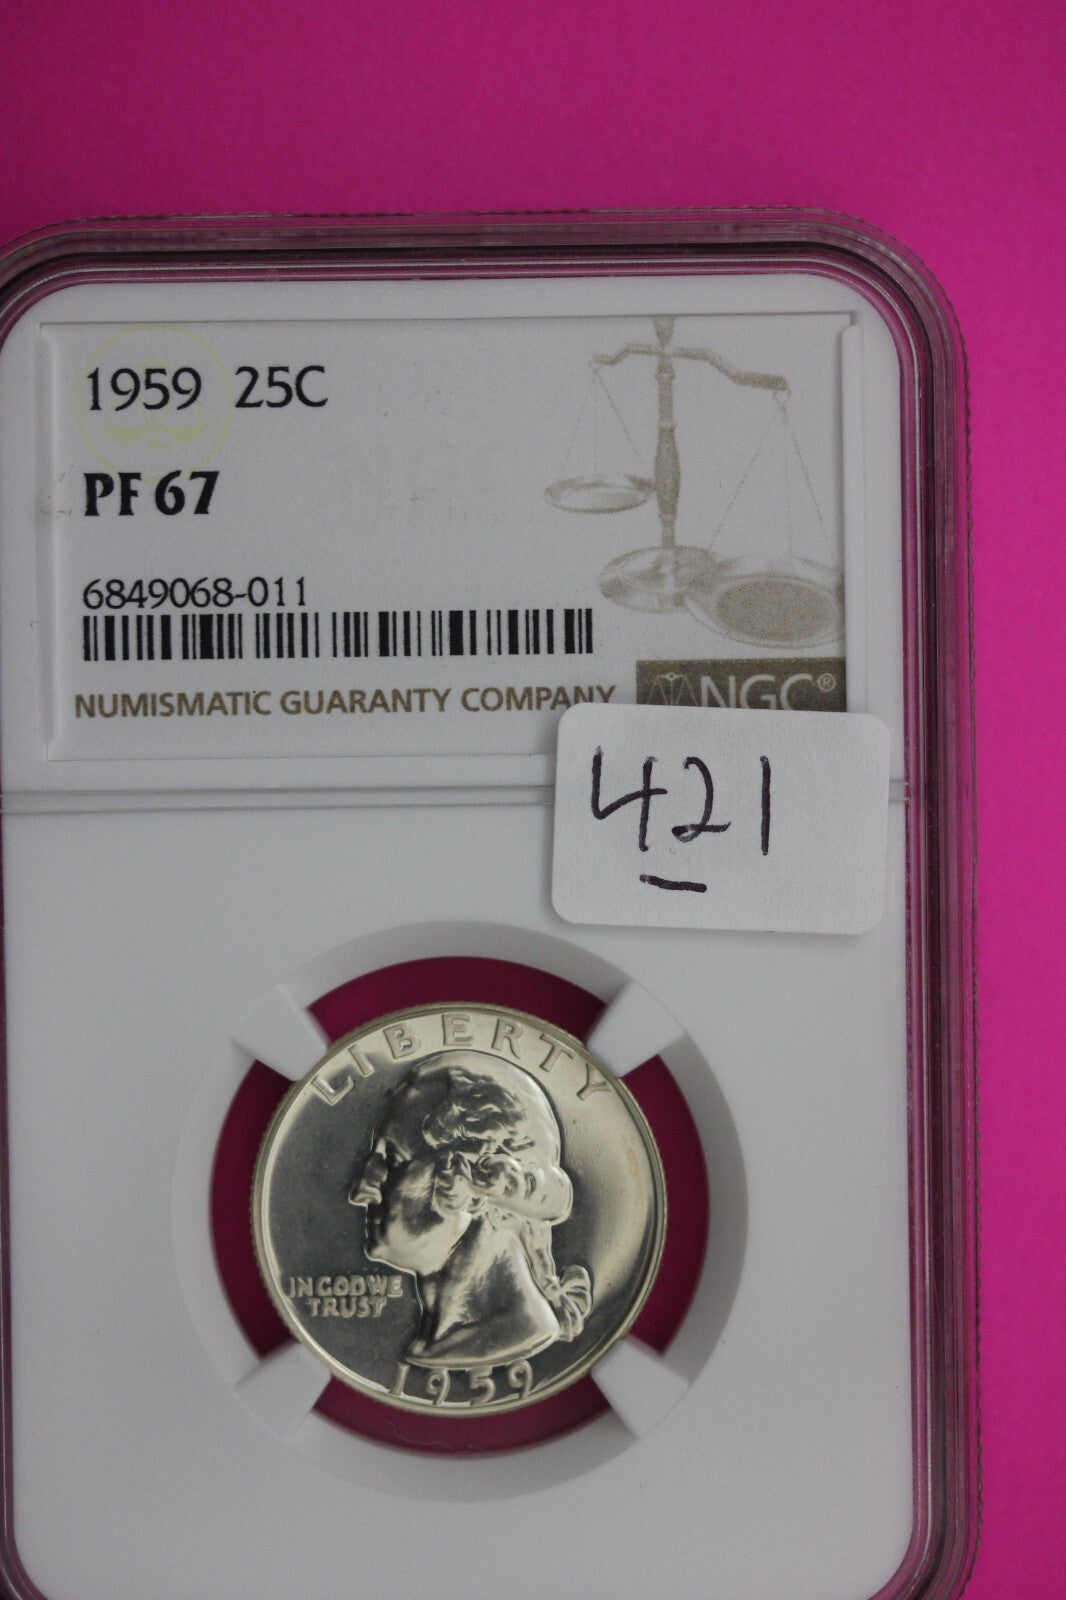 1959 25C
PF 67
6849068-011
NUMISMATIC GUARANTY COMPANY
NGC®
421
LIBERTY
IN GOD WE
TRUST
1959